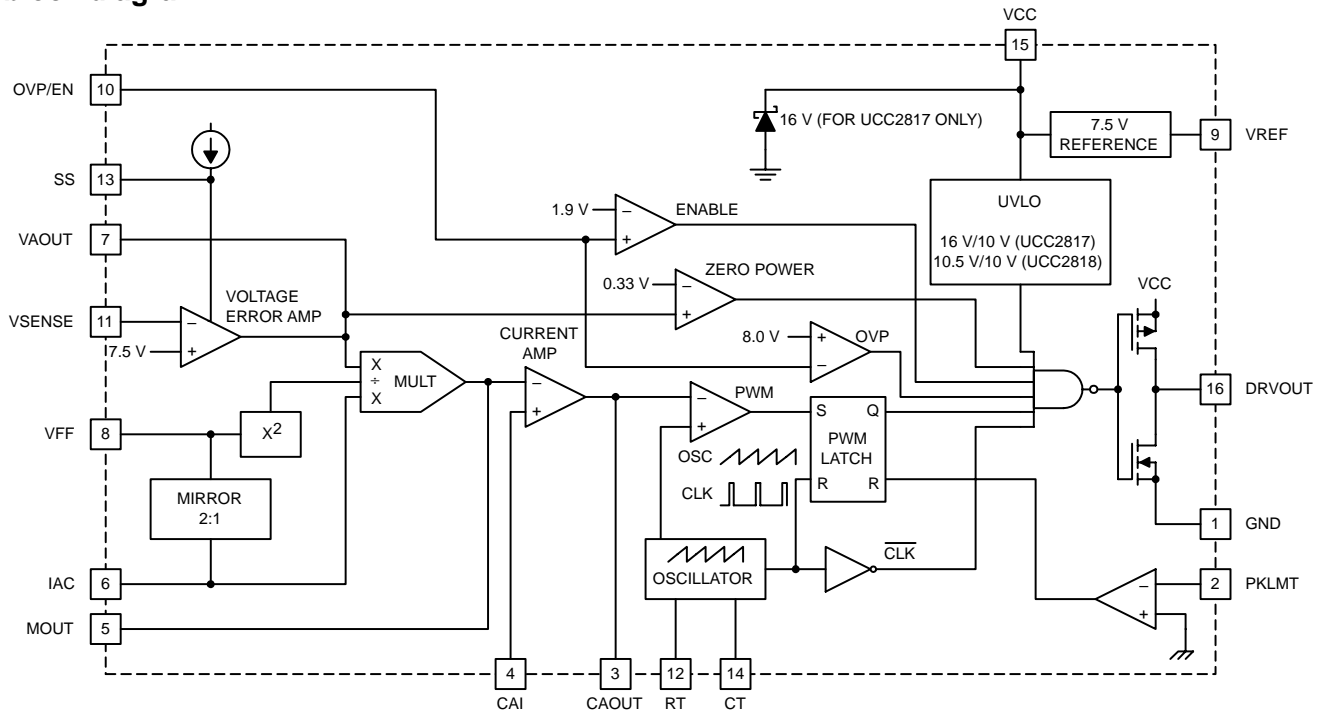 VCC
15
OVP/EN
10
16 V (FOR UCC2817 ONLY)
7.5 V
REFERENCE
9
VREF
SS
13
1.9 V
−
+
ENABLE
UVLO
16 V/10 V (UCC2817)
10.5 V/10 V (UCC2818)
VAOUT
7
0.33 V
−
+
ZERO POWER
VCC
VSENSE
11
7.5 V
−
+
VOLTAGE
ERROR AMP
8.0 V
+
−
OVP
CURRENT
AMP
X
÷
X
MULT
−
+
−
+
PWM
S
Q
PWM
LATCH
R
R
16
DRVOUT
VFF
8
X2
OSC
CLK
MIRROR
2:1
1
GND
OSCILLATOR
CLK
IAC
6
2
PKLMT
−
+
MOUT
5
4
3
12
14
CAI
CAOUT
RT
CT